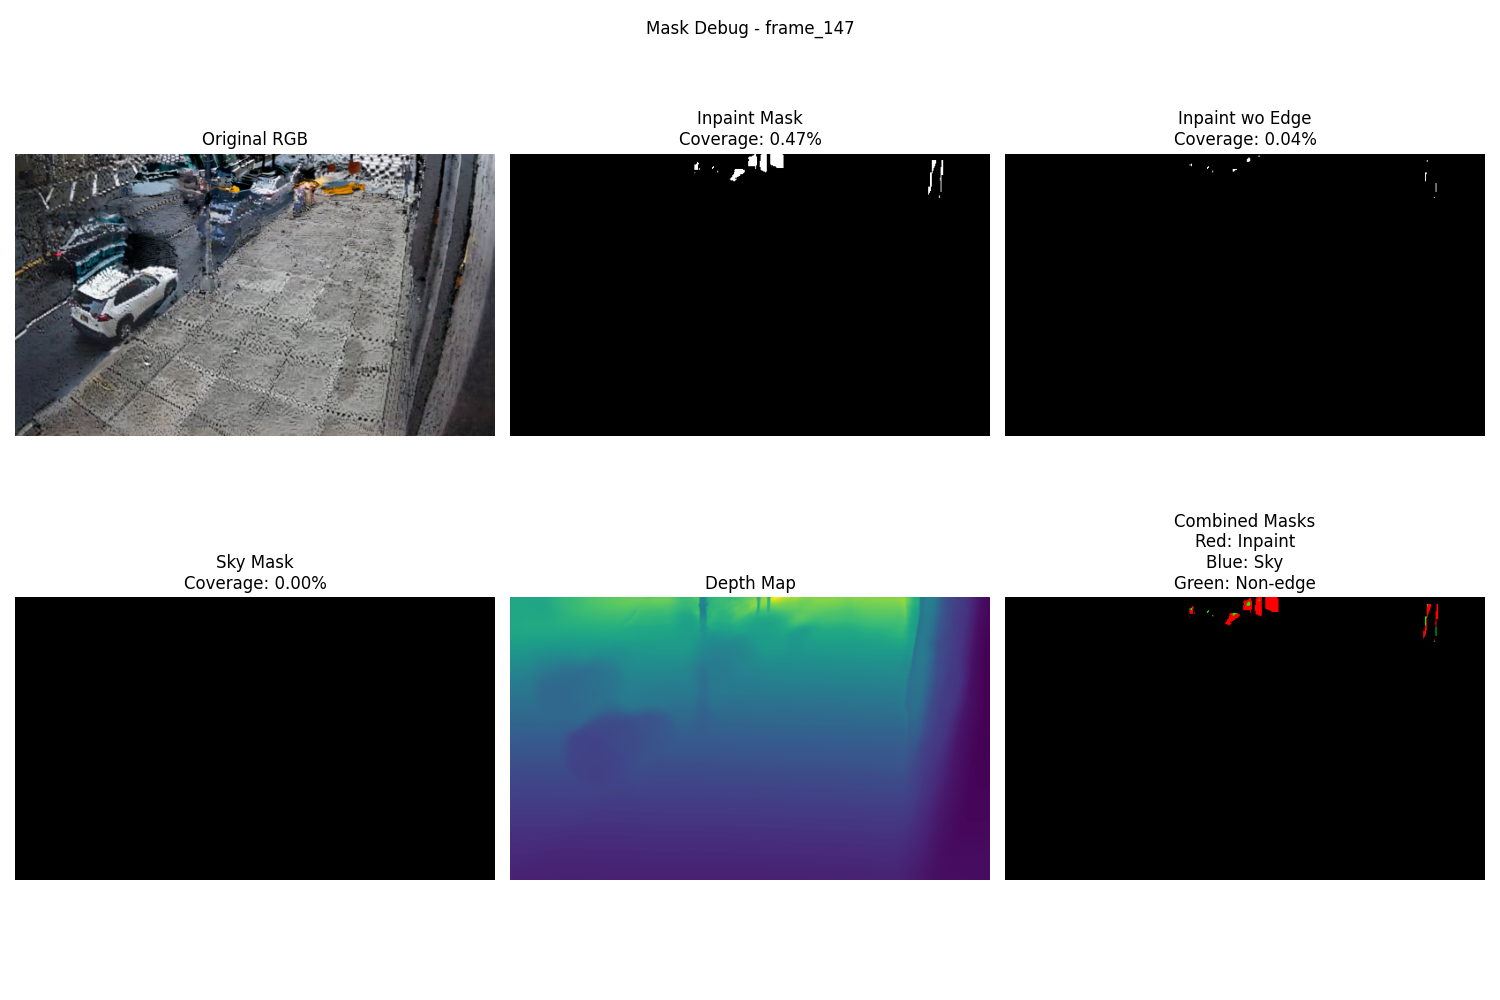 Mask Debug - frame_147
Original RGB
Inpaint Mask
Coverage: 0.47%
Inpaint wo Edge
Coverage: 0.04%
Sky Mask
Coverage: 0.00%
Depth Map
Combined Masks
Red: Inpaint
Blue: Sky
Green: Non-edge